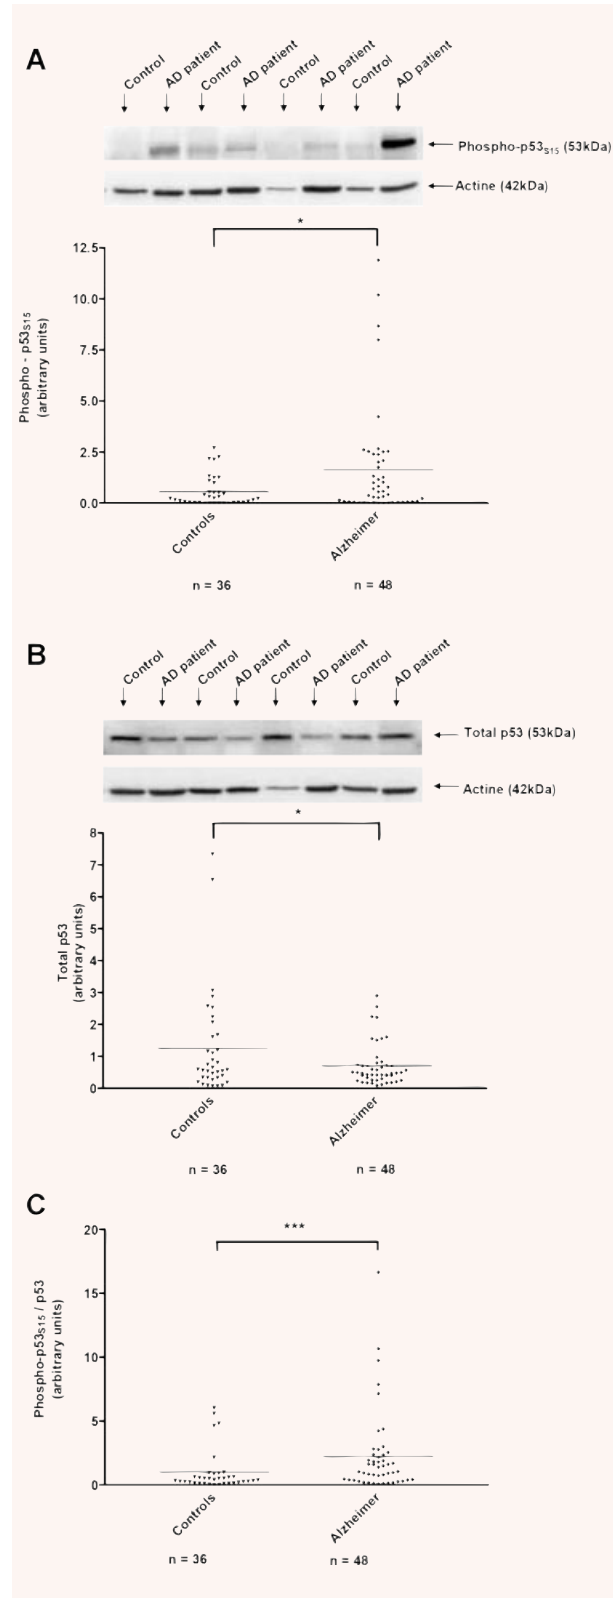 A
Control AD patient Control AD patient Control AD patient Control AD patient
Phospho-p53S15 (53kDa)
Actine (42kDa)
*
12.5
10.0
7.5
5.0
2.5
0.0
Phospho - p53S15
(arbitrary units)
Controls Alzheimer
n = 36 n = 48
B
Control AD patient Control AD patient Control AD patient Control AD patient
Total p53 (53kDa)
Actine (42kDa)
*
8
7
6
5
4
3
2
1
0
Total p53
(arbitrary units)
Controls Alzheimer
n = 36 n = 48
C
***
20
15
10
5
0
Phospho-p53S15 / p53
(arbitrary units)
Controls Alzheimer
n = 36 n = 48